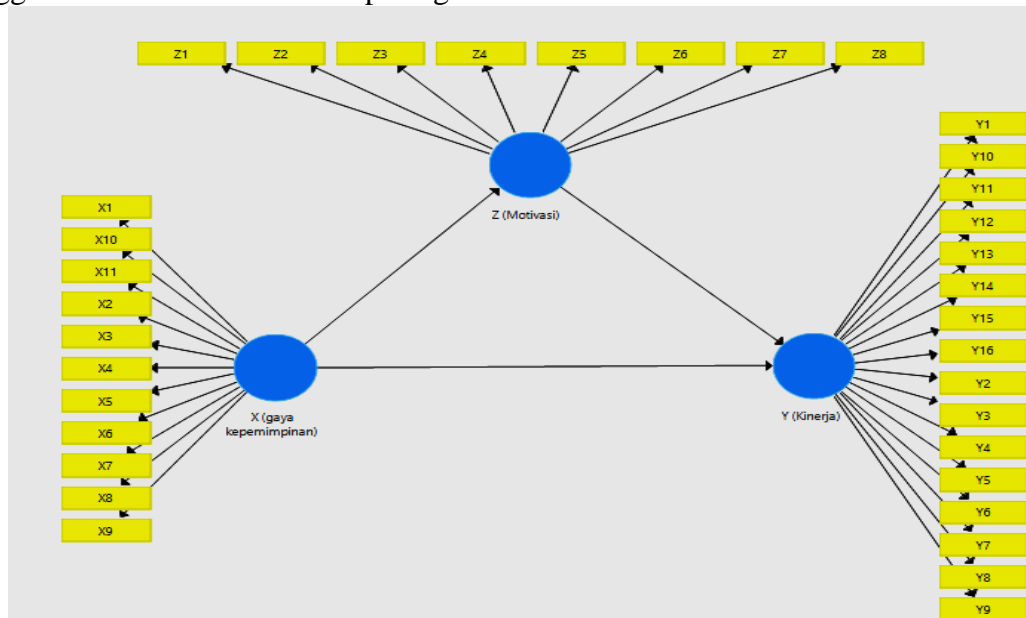 Z1 Z2 Z3 Z4 Z5 Z6 Z7 Z8
Z (Motivasi)
X1
X10
X11
X2
X3
X4
X5
X6
X7
X8
X9
X (gaya
kepemimpinan)
Y (Kinerja)
Y1
Y10
Y11
Y12
Y13
Y14
Y15
Y16
Y2
Y3
Y4
Y5
Y6
Y7
Y8
Y9